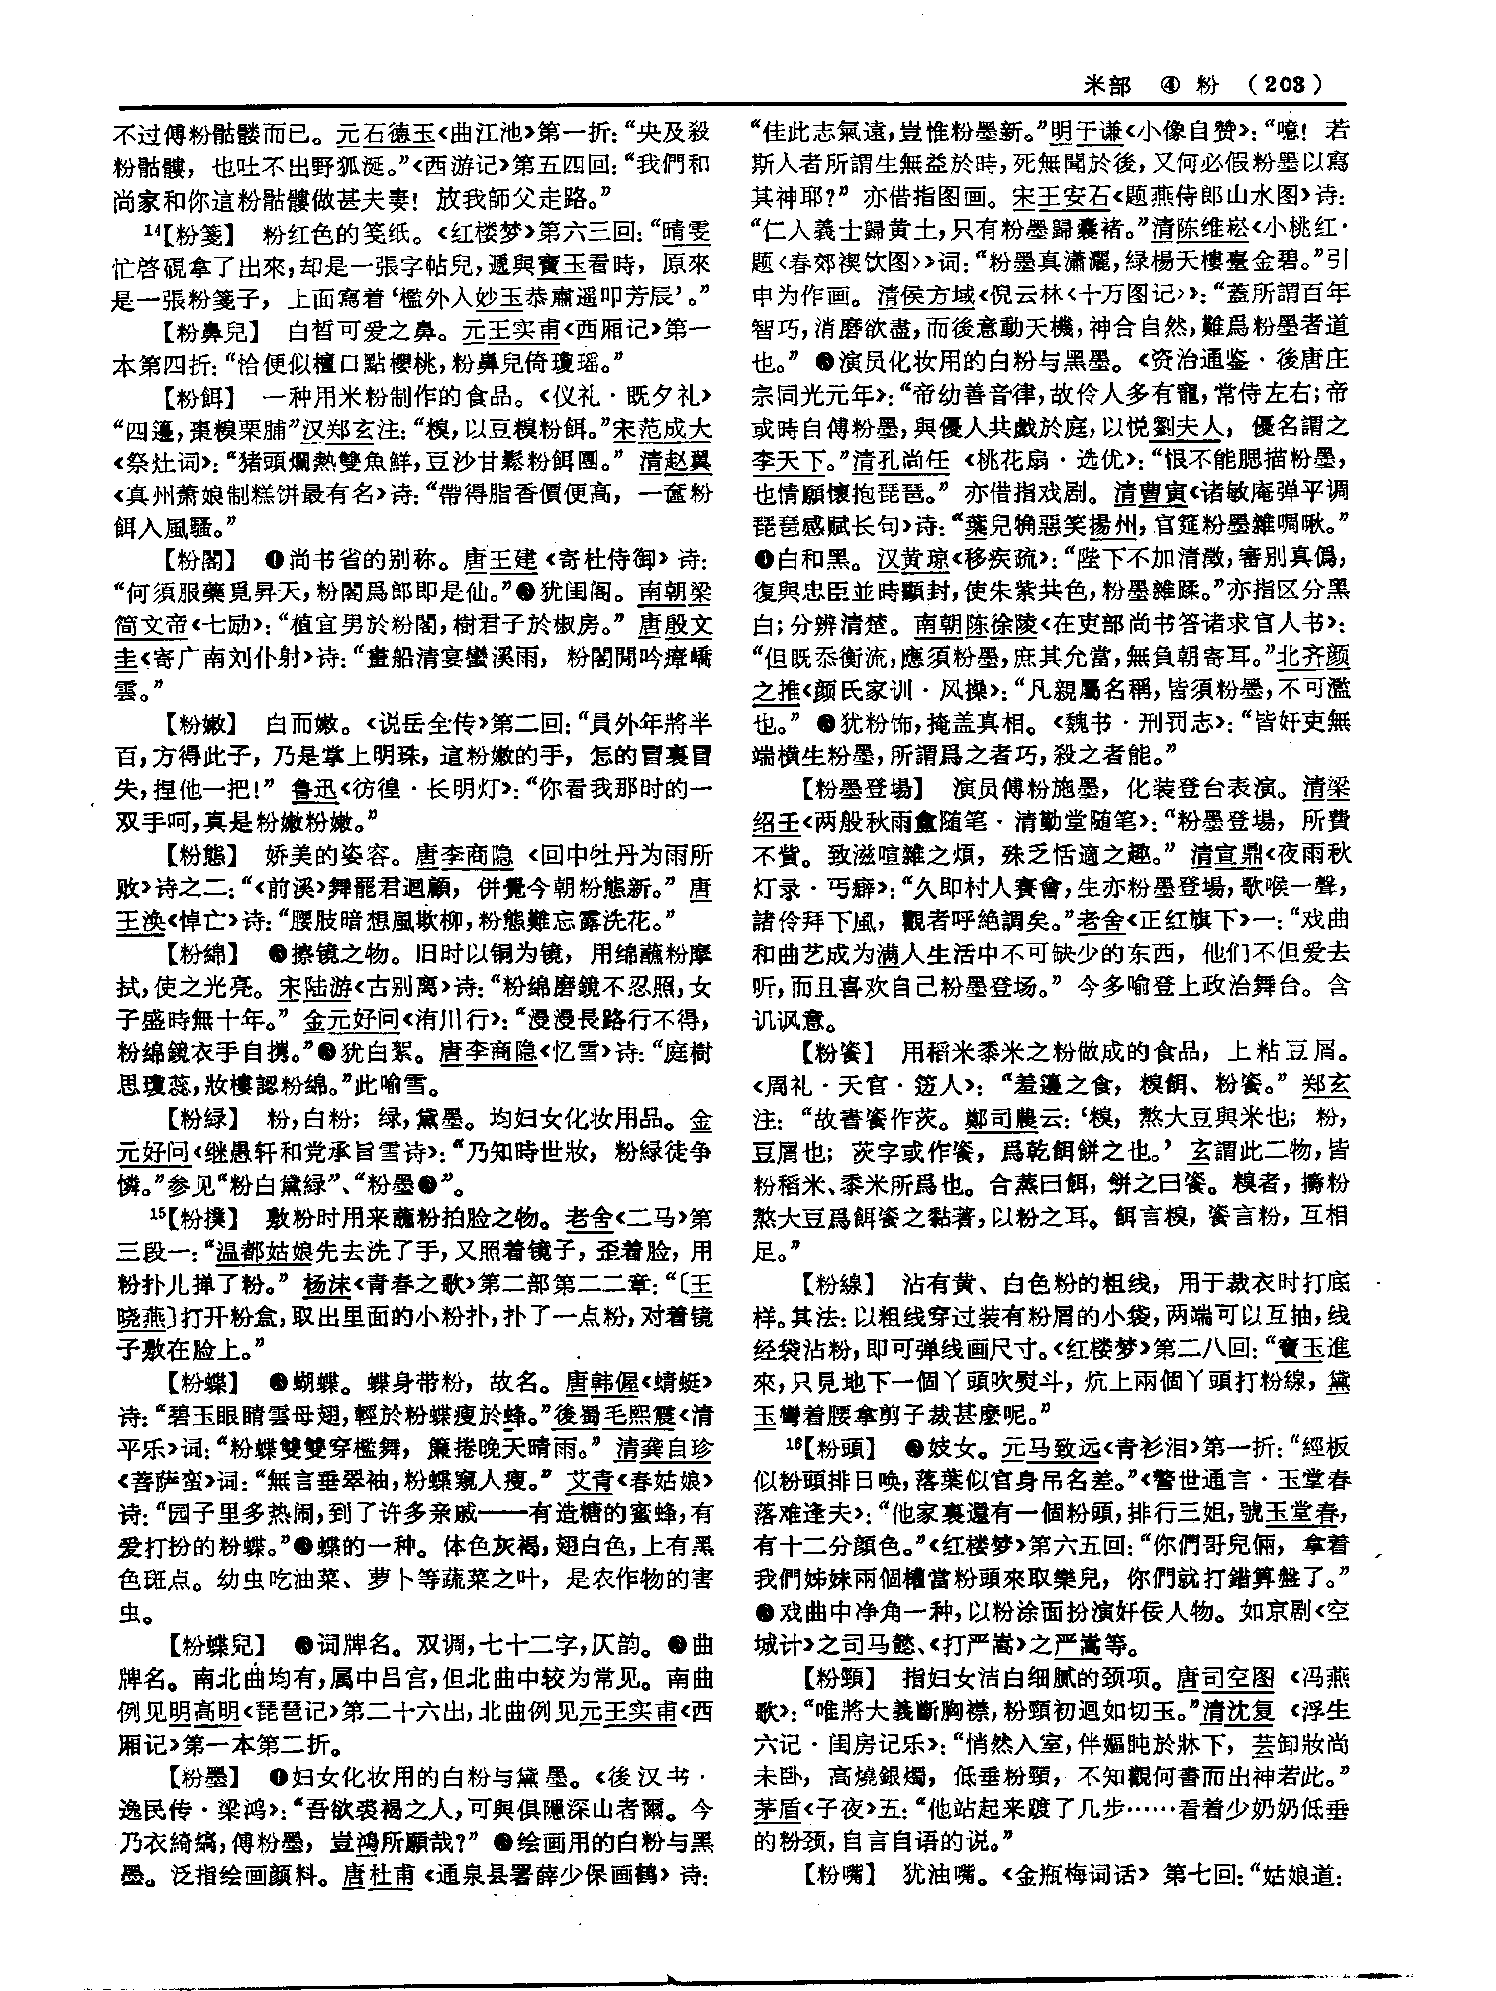 米部 ④ 粉 （203）
不过傅粉骷髅而已。元石德玉《曲江池》第一折：“央及殺
粉骷髏，也吐不出野狐涎。”《西游记》第五四回：“我們和
尚家和你這粉骷髏做甚夫妻！放我師父走路。”
14【粉箋】 粉红色的笺纸。《红楼梦》第六三回：“晴雯
忙啓硯拿了出來，却是一張字帖兒，遞與寶玉看時，原來
是一張粉箋子，上面寫着‘檻外人妙玉恭肅遥叩芳辰’。”
【粉鼻兒】 白皙可爱之鼻。元王实甫《西厢记》第一
本第四折：“恰便似檀口點櫻桃，粉鼻兒倚瓊瑶。”
【粉餌】 一种用米粉制作的食品。《仪礼·既夕礼》
“四籩，棗糗栗脯”汉郑玄注：“糗，以豆糗粉餌。”宋范成大
《祭灶词》：“猪頭爛熟雙魚鮮，豆沙甘鬆粉餌團。”清赵翼
《真州萧娘制糕饼最有名》诗：“帶得脂香價便高，一奩粉
餌入風騷。”
【粉閣】 ❶尚书省的别称。唐王建《寄杜侍御》诗：
“何須服藥覓昇天，粉閣爲郎即是仙。”❷犹闺阁。南朝梁
简文帝《七励》：“植宜男於粉閣，樹君子於椒房。”唐殷文
圭《寄广南刘仆射》诗：“畫船清宴蠻溪雨，粉閣閒吟瘴嶠
雲。”
【粉嫩】 白而嫩。《说岳全传》第二回：“員外年將半
百，方得此子，乃是掌上明珠，這粉嫩的手，怎的冒裏冒
失，捏他一把！”鲁迅《彷徨·长明灯》：“你看我那时的一
双手呵，真是粉嫩粉嫩。”
【粉態】 娇美的姿容。唐李商隐《回中牡丹为雨所
败》诗之二：“《前溪》舞罷君迴顧，併覺今朝粉態新。”唐
王涣《悼亡》诗：“腰肢暗想風欺柳，粉態難忘露洗花。”
【粉綿】 ❶擦镜之物。旧时以铜为镜，用绵蘸粉摩
拭，使之光亮。宋陆游《古别离》诗：“粉綿磨鏡不忍照，女
子盛時無十年。”金元好问《洧川行》：“漫漫長路行不得，
粉綿鏡衣手自携。”❷犹白絮。唐李商隐《忆雪》诗：“庭樹
思瓊蕊，妝樓認粉綿。”此喻雪。
【粉緑】 粉，白粉；绿，黛墨。均妇女化妆用品。金
元好问《继愚轩和党承旨雪诗》：“乃知時世妝，粉緑徒争
憐。”参见“粉白黛緑”、“粉墨❶”。
15【粉撲】 敷粉时用来蘸粉拍脸之物。老舍《二马》第
三段一：“温都姑娘先去洗了手，又照着镜子，歪着脸，用
粉扑儿掸了粉。”杨沫《青春之歌》第二部第二二章：“〔王
晓燕〕打开粉盒，取出里面的小粉扑，扑了一点粉，对着镜
子敷在脸上。”
【粉蝶】 ❶蝴蝶。蝶身带粉，故名。唐韩偓《蜻蜓》
诗：“碧玉眼睛雲母翅，輕於粉蝶瘦於蜂。”後蜀毛熙震《清
平乐》词：“粉蝶雙雙穿檻舞，簾捲晚天晴雨。”清龚自珍
《菩萨蛮》词：“無言垂翠袖，粉蝶窺人瘦。”艾青《春姑娘》
诗：“园子里多热闹，到了许多亲戚——有造糖的蜜蜂，有
爱打扮的粉蝶。”❷蝶的一种。体色灰褐，翅白色，上有黑
色斑点。幼虫吃油菜、萝卜等蔬菜之叶，是农作物的害
虫。
【粉蝶兒】 ❶词牌名。双调，七十二字，仄韵。❷曲
牌名。南北曲均有，属中吕宫，但北曲中较为常见。南曲
例见明高明《琵琶记》第二十六出，北曲例见元王实甫《西
厢记》第一本第二折。
【粉墨】 ❶妇女化妆用的白粉与黛墨。《後汉书·
逸民传·梁鸿》：“吾欲裘褐之人，可與俱隱深山者爾。今
乃衣綺縞，傅粉墨，豈鴻所願哉？”❷绘画用的白粉与黑
墨。泛指绘画颜料。唐杜甫《通泉县署薛少保画鹤》诗：
“佳此志氣遠，豈惟粉墨新。”明于谦《小像自赞》：“噫！若
斯人者所謂生無益於時，死無聞於後，又何必假粉墨以寫
其神耶？”亦借指图画。宋王安石《题燕侍郎山水图》诗：
“仁人義士歸黄土，只有粉墨歸囊褚。”清陈维崧《小桃红·
题〈春郊禊饮图〉》词：“粉墨真瀟灑，緑楊天樓臺金碧。”引
申为作画。清侯方域《倪云林〈十万图记〉》：“蓋所謂百年
智巧，消磨欲盡，而後意動天機，神合自然，難爲粉墨者道
也。”❸演员化妆用的白粉与黑墨。《资治通鉴·後唐庄
宗同光元年》：“帝幼善音律，故伶人多有寵，常侍左右；帝
或時自傅粉墨，與優人共戲於庭，以悦劉夫人，優名謂之
李天下。”清孔尚任《桃花扇·选优》：“恨不能腮描粉墨，
也情願懷抱琵琶。”亦借指戏剧。清曹寅《诸敏庵弹平调
琵琶感赋长句》诗：“葉兒觕惡笑揚州，官筵粉墨雜啁啾。”
❹白和黑。汉黄琼《移疾疏》：“陛下不加清澂，審别真僞，
復與忠臣並時顯封，使朱紫共色，粉墨雜蹂。”亦指区分黑
白；分辨清楚。南朝陈徐陵《在吏部尚书答诸求官人书》：
“但既忝衡流，應須粉墨，庶其允當，無負朝寄耳。”北齐颜
之推《颜氏家训·风操》：“凡親屬名稱，皆須粉墨，不可濫
也。”❺犹粉饰，掩盖真相。《魏书·刑罚志》：“皆奸吏無
端横生粉墨，所謂爲之者巧，殺之者能。”
【粉墨登場】 演员傅粉施墨，化装登台表演。清梁
绍壬《两般秋雨盦随笔·清勤堂随笔》：“粉墨登場，所費
不貲。致滋喧雜之煩，殊乏恬適之趣。”清宣鼎《夜雨秋
灯录·丐癖》：“久即村人賽會，生亦粉墨登場，歌喉一聲，
諸伶拜下風，觀者呼絶調矣。”老舍《正红旗下》一：“戏曲
和曲艺成为满人生活中不可缺少的东西，他们不但爱去
听，而且喜欢自己粉墨登场。”今多喻登上政治舞台。含
讥讽意。
【粉餈】 用稻米黍米之粉做成的食品，上粘豆屑。
《周礼·天官·笾人》：“羞籩之食，糗餌、粉餈。”郑玄
注：“故書餈作茨。鄭司農云：‘糗，熬大豆與米也；粉，
豆屑也；茨字或作餈，爲乾餌餅之也。’玄謂此二物，皆
粉稻米、黍米所爲也。合蒸曰餌，餅之曰餈。糗者，擣粉
熬大豆爲餌餈之黏著，以粉之耳。餌言糗，餈言粉，互相
足。”
【粉線】 沾有黄、白色粉的粗线，用于裁衣时打底
样。其法：以粗线穿过装有粉屑的小袋，两端可以互抽，线
经袋沾粉，即可弹线画尺寸。《红楼梦》第二八回：“寶玉進
來，只見地下一個丫頭吹熨斗，炕上兩個丫頭打粉線，黛
玉彎着腰拿剪子裁甚麽呢。”
16【粉頭】 ❶妓女。元马致远《青衫泪》第一折：“經板
似粉頭排日唤，落葉似官身吊名差。”《警世通言·玉堂春
落难逢夫》：“他家裏還有一個粉頭，排行三姐，號玉堂春，
有十二分顔色。”《红楼梦》第六五回：“你們哥兒倆，拿着
我們姊妹兩個權當粉頭來取樂兒，你們就打錯算盤了。”
❷戏曲中净角一种，以粉涂面扮演奸佞人物。如京剧《空
城计》之司马懿、《打严嵩》之严嵩等。
【粉頸】 指妇女洁白细腻的颈项。唐司空图《冯燕
歌》：“唯將大義斷胸襟，粉頸初迴如切玉。”清沈复《浮生
六记·闺房记乐》：“悄然入室，伴嫗盹於牀下，芸卸妝尚
未卧，高燒銀燭，低垂粉頸，不知觀何書而出神若此。”
茅盾《子夜》五：“他站起来踱了几步……看着少奶奶低垂
的粉颈，自言自语的说。”
【粉嘴】 犹油嘴。《金瓶梅词话》第七回：“姑娘道：